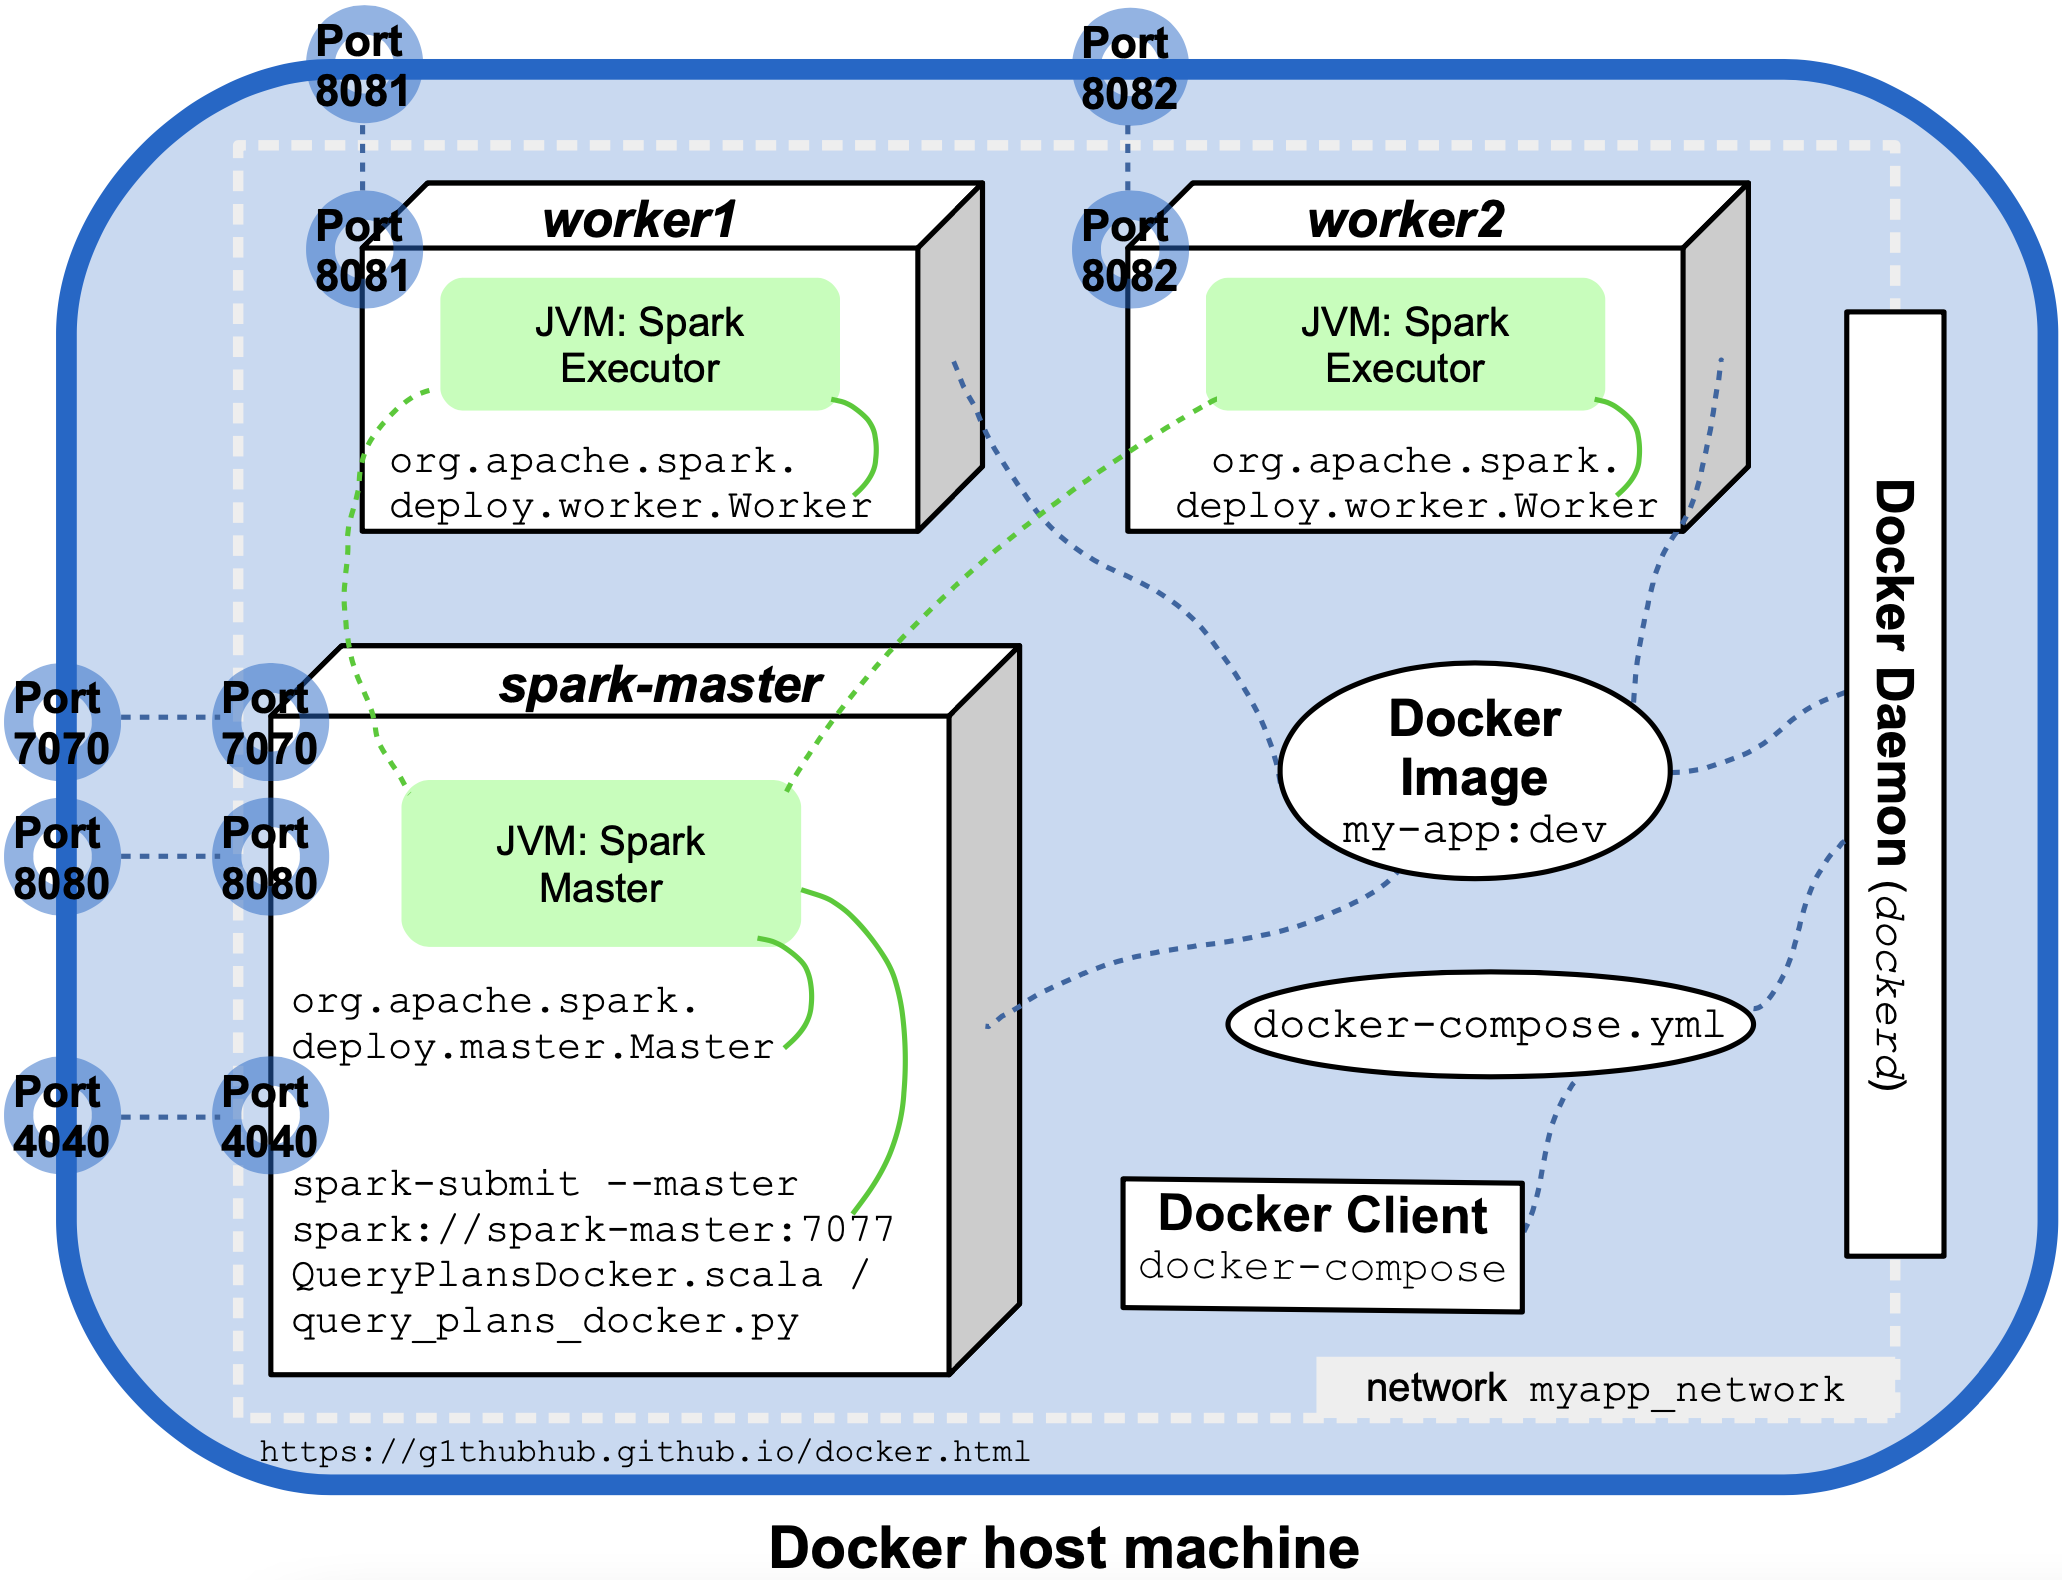 Port
8081
Port
8082
Port
8081
worker1
Port
8082
worker2
JVM: Spark
Executor
JVM: Spark
Executor
org.apache.spark.
deploy.worker.Worker
org.apache.spark.
deploy.worker.Worker
Docker Daemon (dockerd)
Port
7070
Port
7070
spark-master
Docker
Image
my-app:dev
Port
8080
Port
8080
JVM: Spark
Master
org.apache.spark.
deploy.master.Master
docker-compose.yml
Port
4040
Port
4040
spark-submit --master
spark://spark-master:7077
QueryPlansDocker.scala /
query_plans_docker.py
Docker Client
docker-compose
network myapp_network
https://g1thubhub.github.io/docker.html
Docker host machine